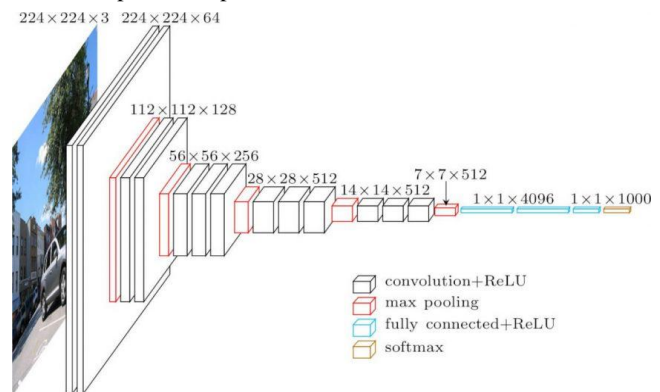 224×224×3 224×224×64
112×112×128
56×56×256
28×28×512
14×14×512
7×7×512
1×1×4096 1×1×1000
convolution+ReLU
max pooling
fully connected+ReLU
softmax